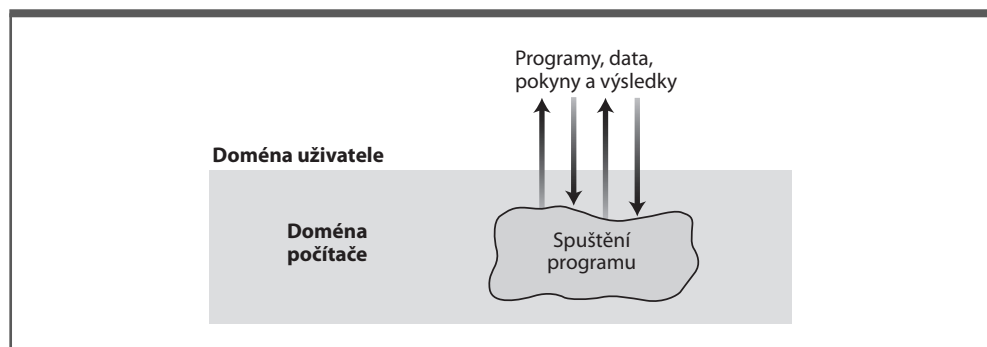 Programy, data,
pokyny a výsledky
Doména uživatele
Doména
počítače
Spuštění
programu